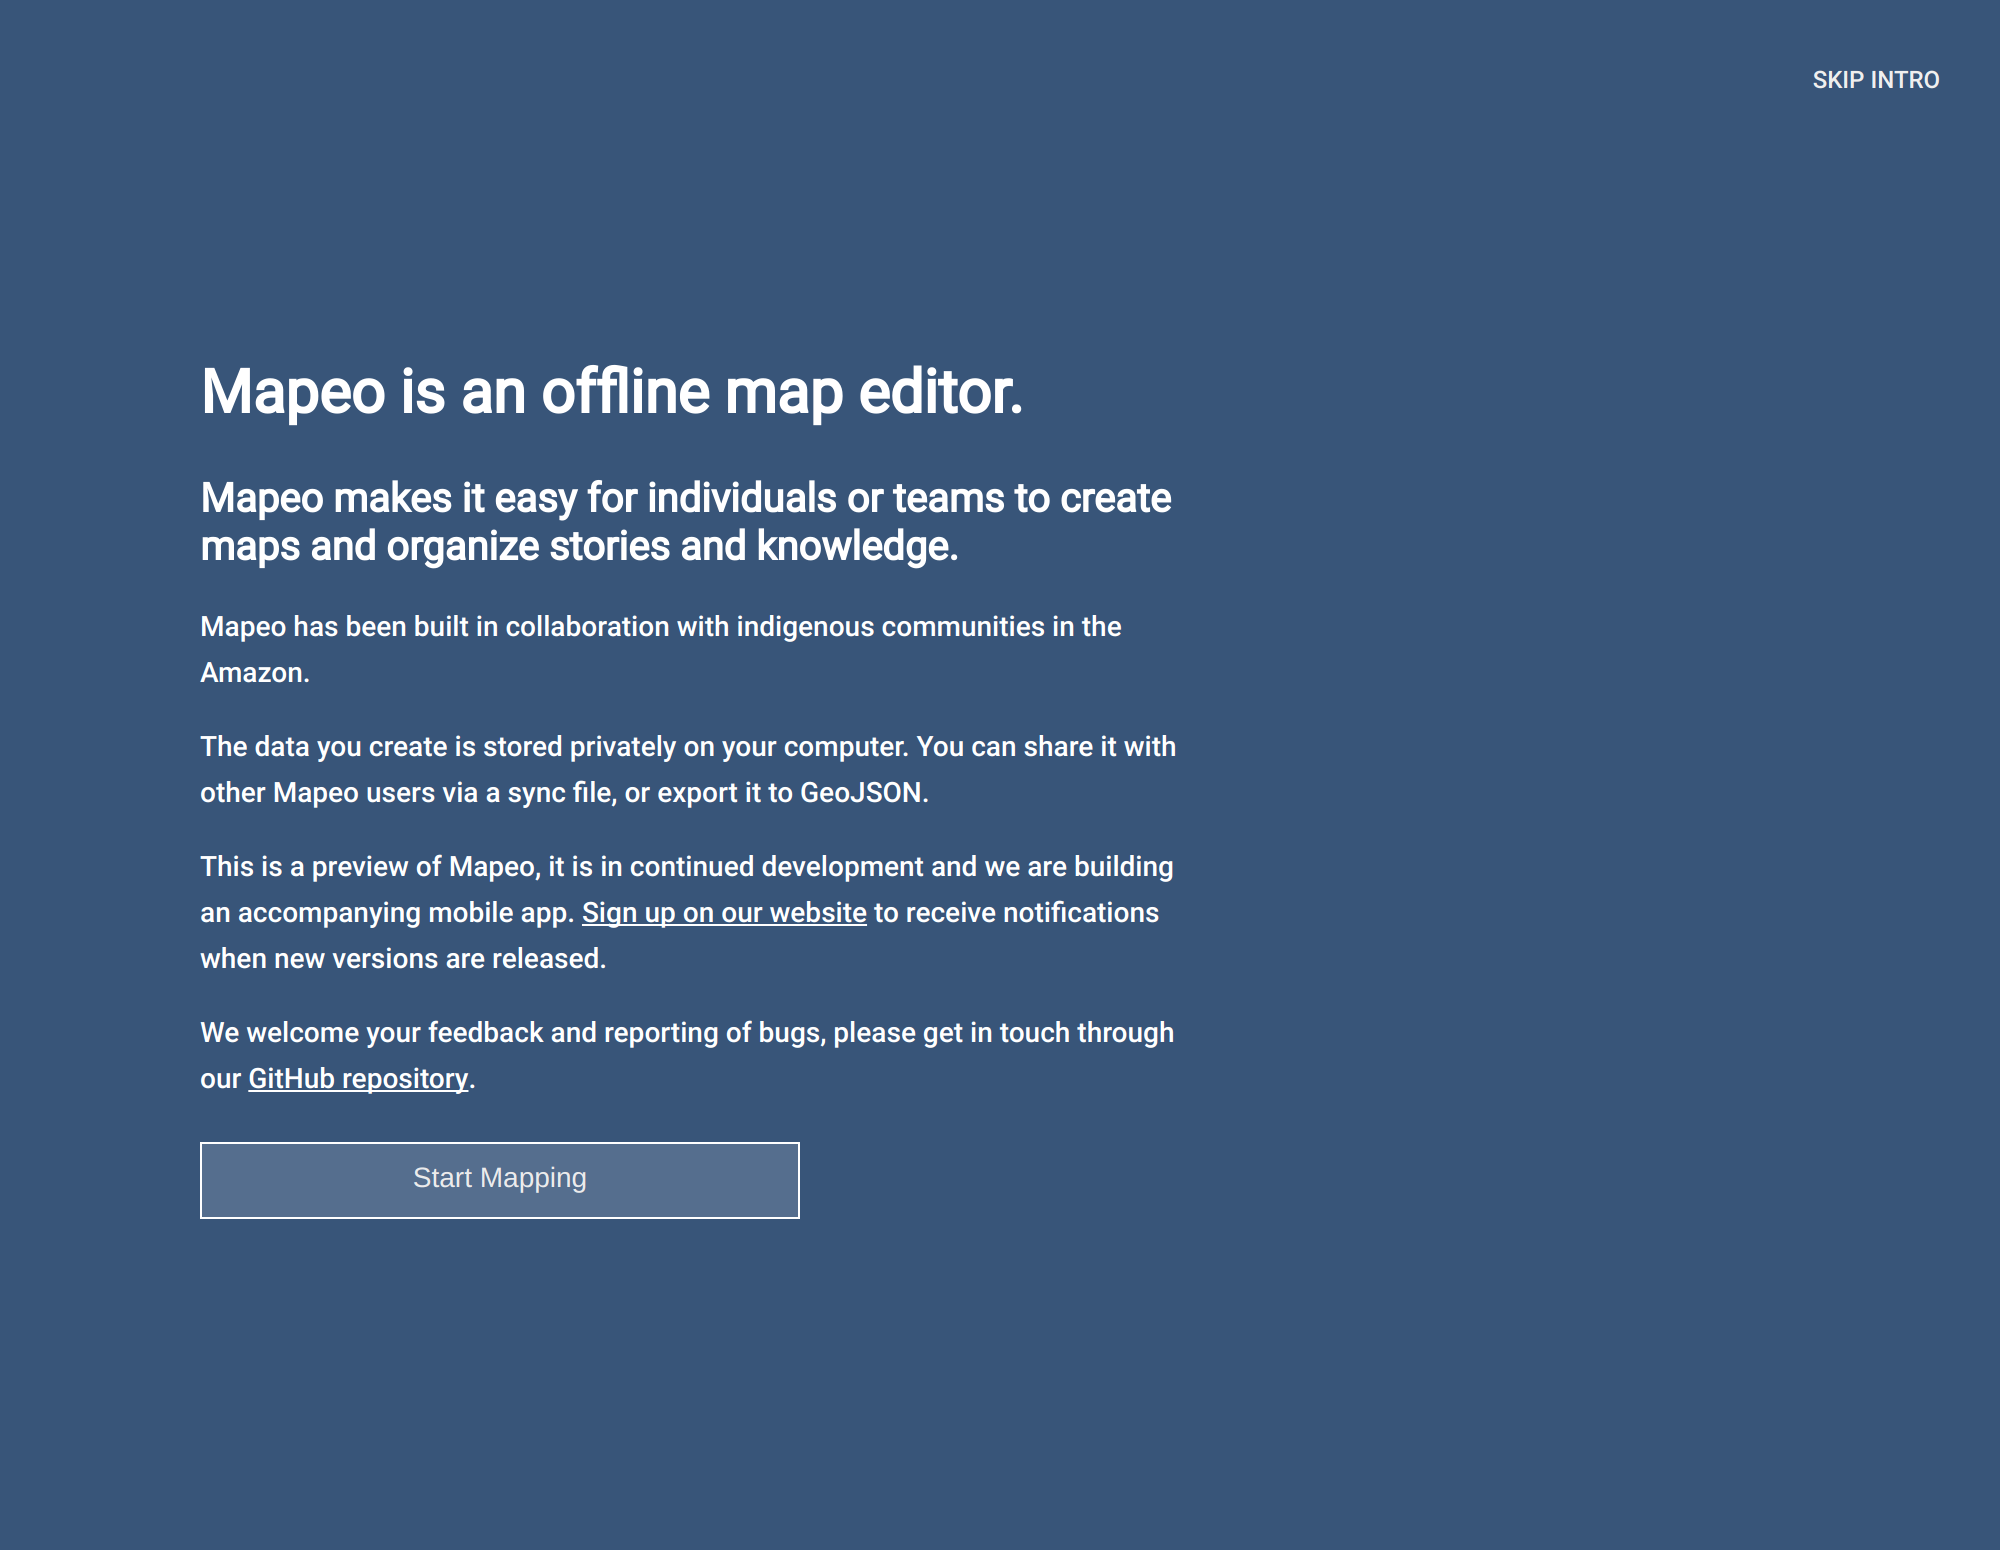 SKIP INTRO
Mapeo is an offline map editor.
Mapeo makes it easy for individuals or teams to create
maps and organize stories and knowledge.
Mapeo has been built in collaboration with indigenous communities in the
Amazon.
The data you create is stored privately on your computer. You can share it with
other Mapeo users via a sync file, or export it to GeoJSON.
This is a preview of Mapeo, it is in continued development and we are building
an accompanying mobile app. Sign up on our website to receive notifications
when new versions are released.
We welcome your feedback and reporting of bugs, please get in touch through
our GitHub repository.
Start Mapping